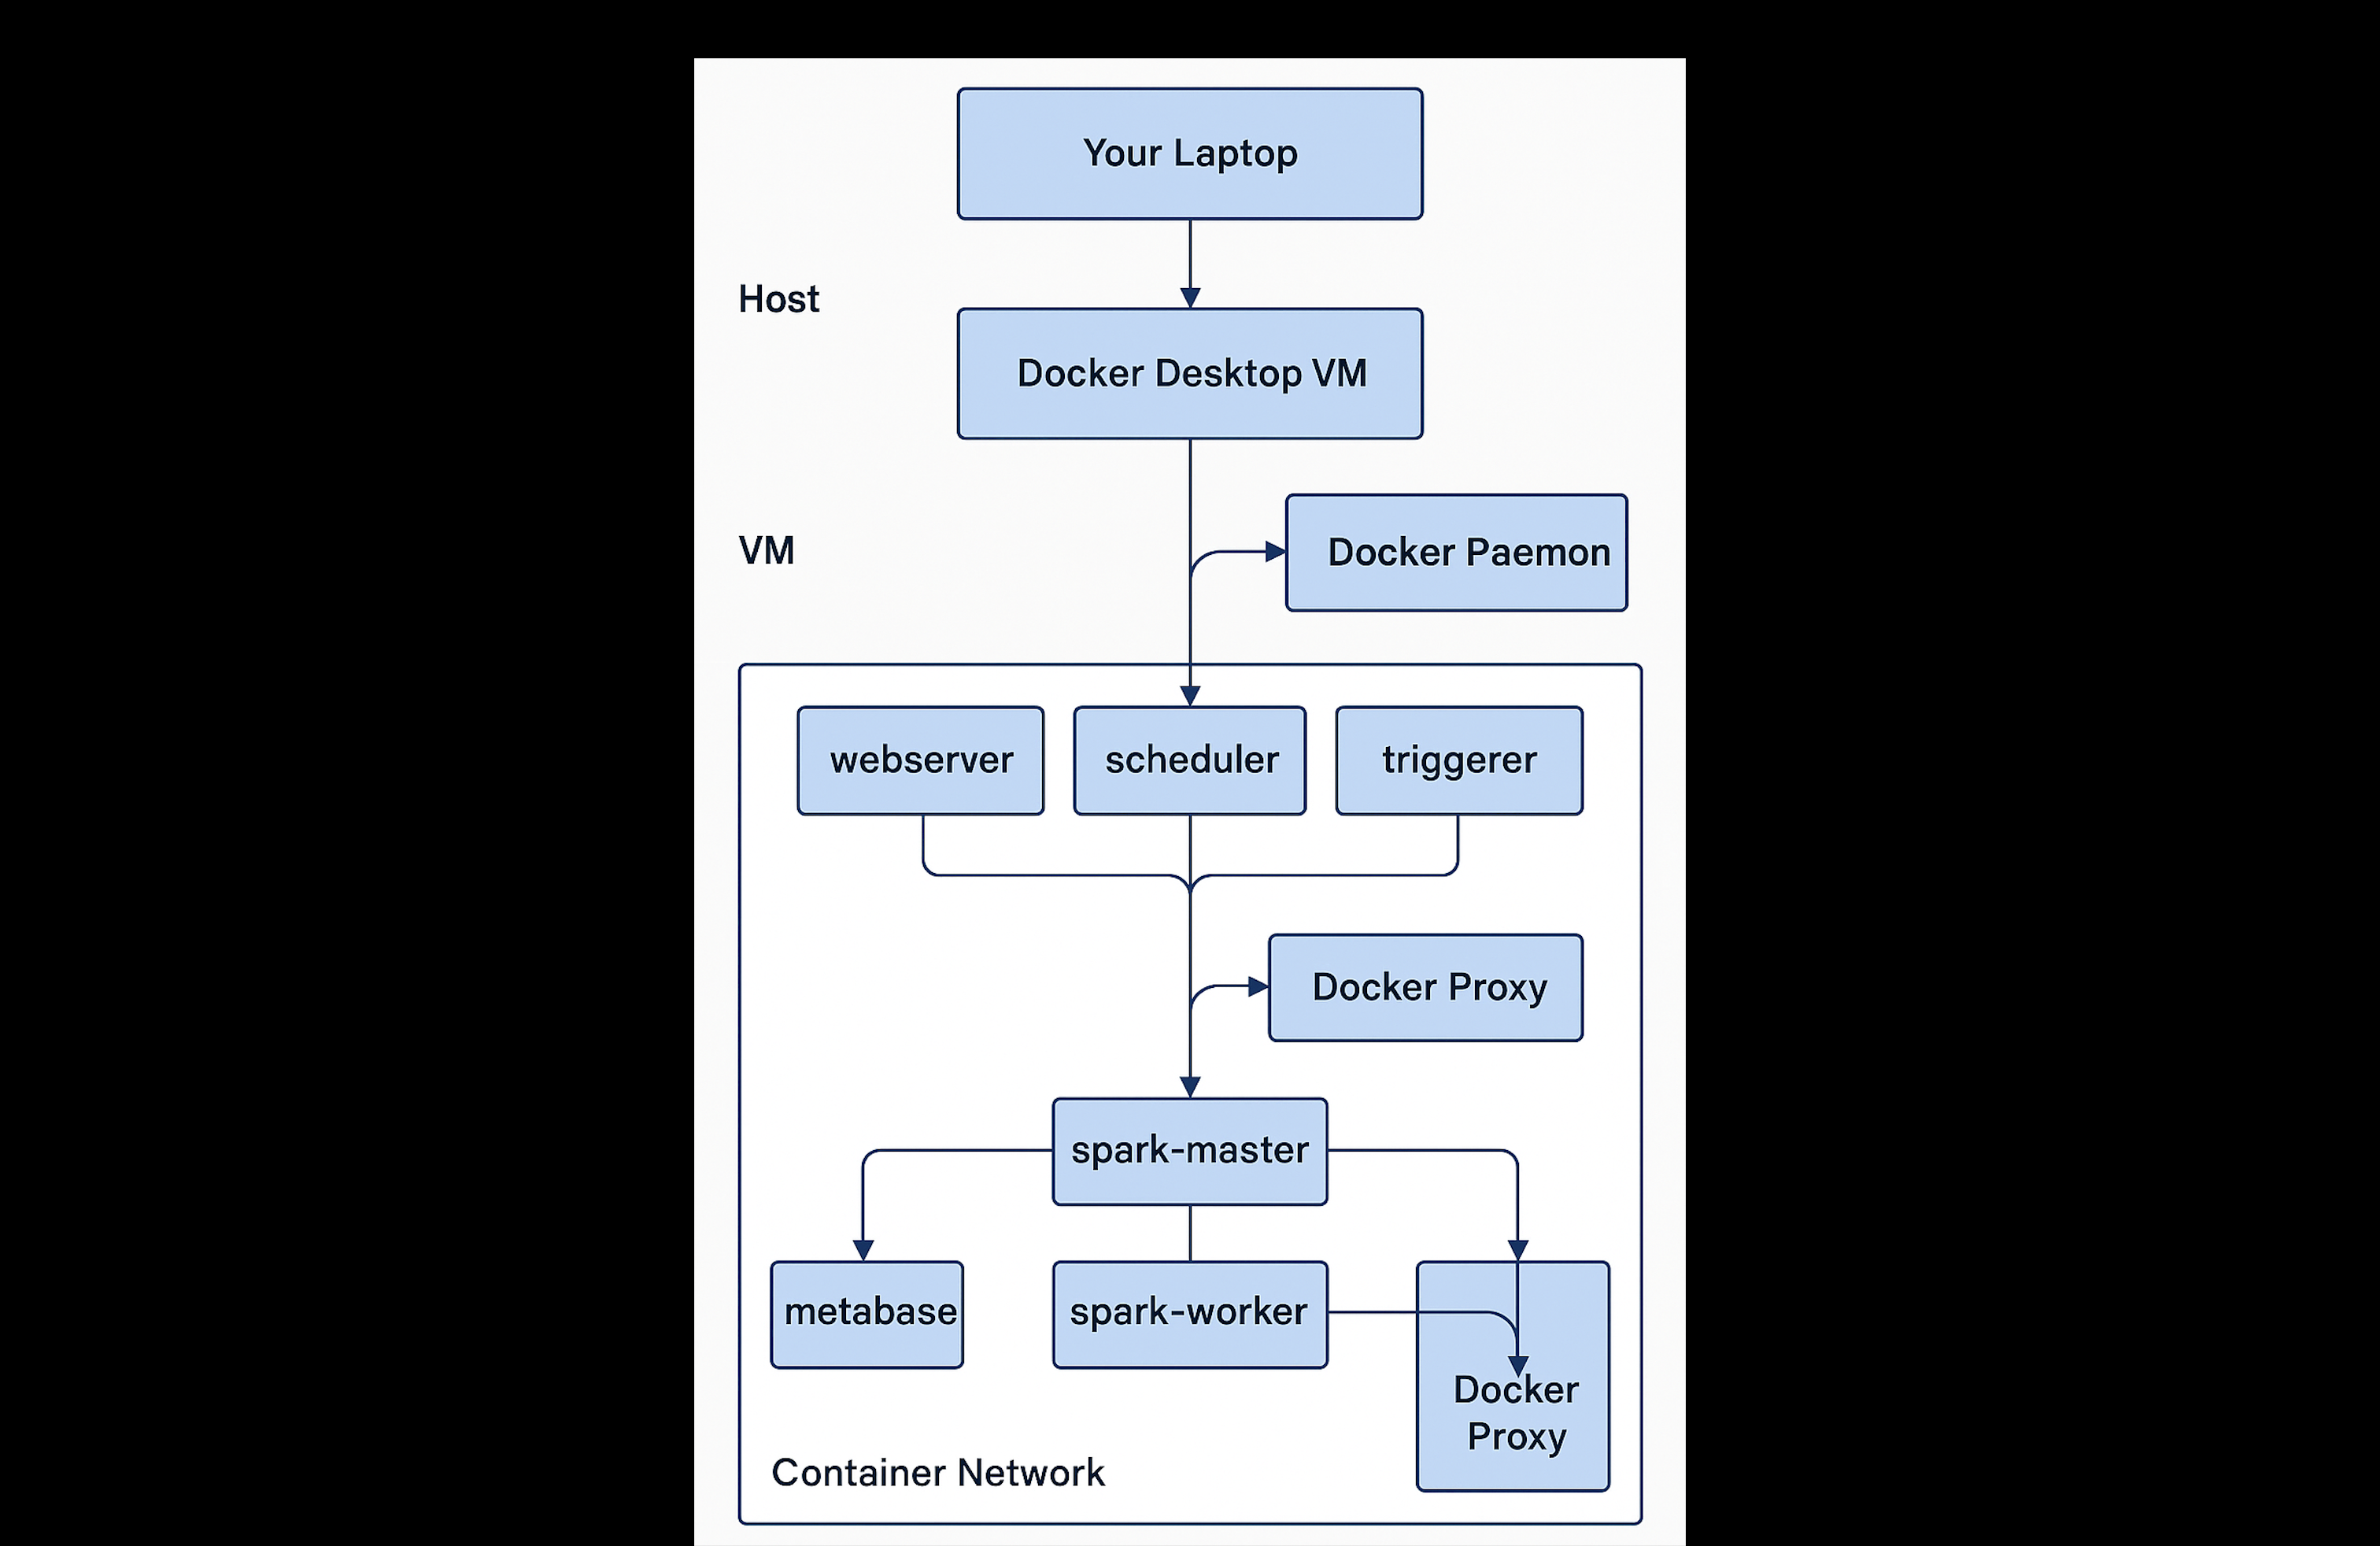 Your Laptop
Host
Docker Desktop VM
VM
Docker Paemon
webserver
scheduler
triggerer
Docker Proxy
spark-master
metabase
spark-worker
Docker
Proxy
Container Network